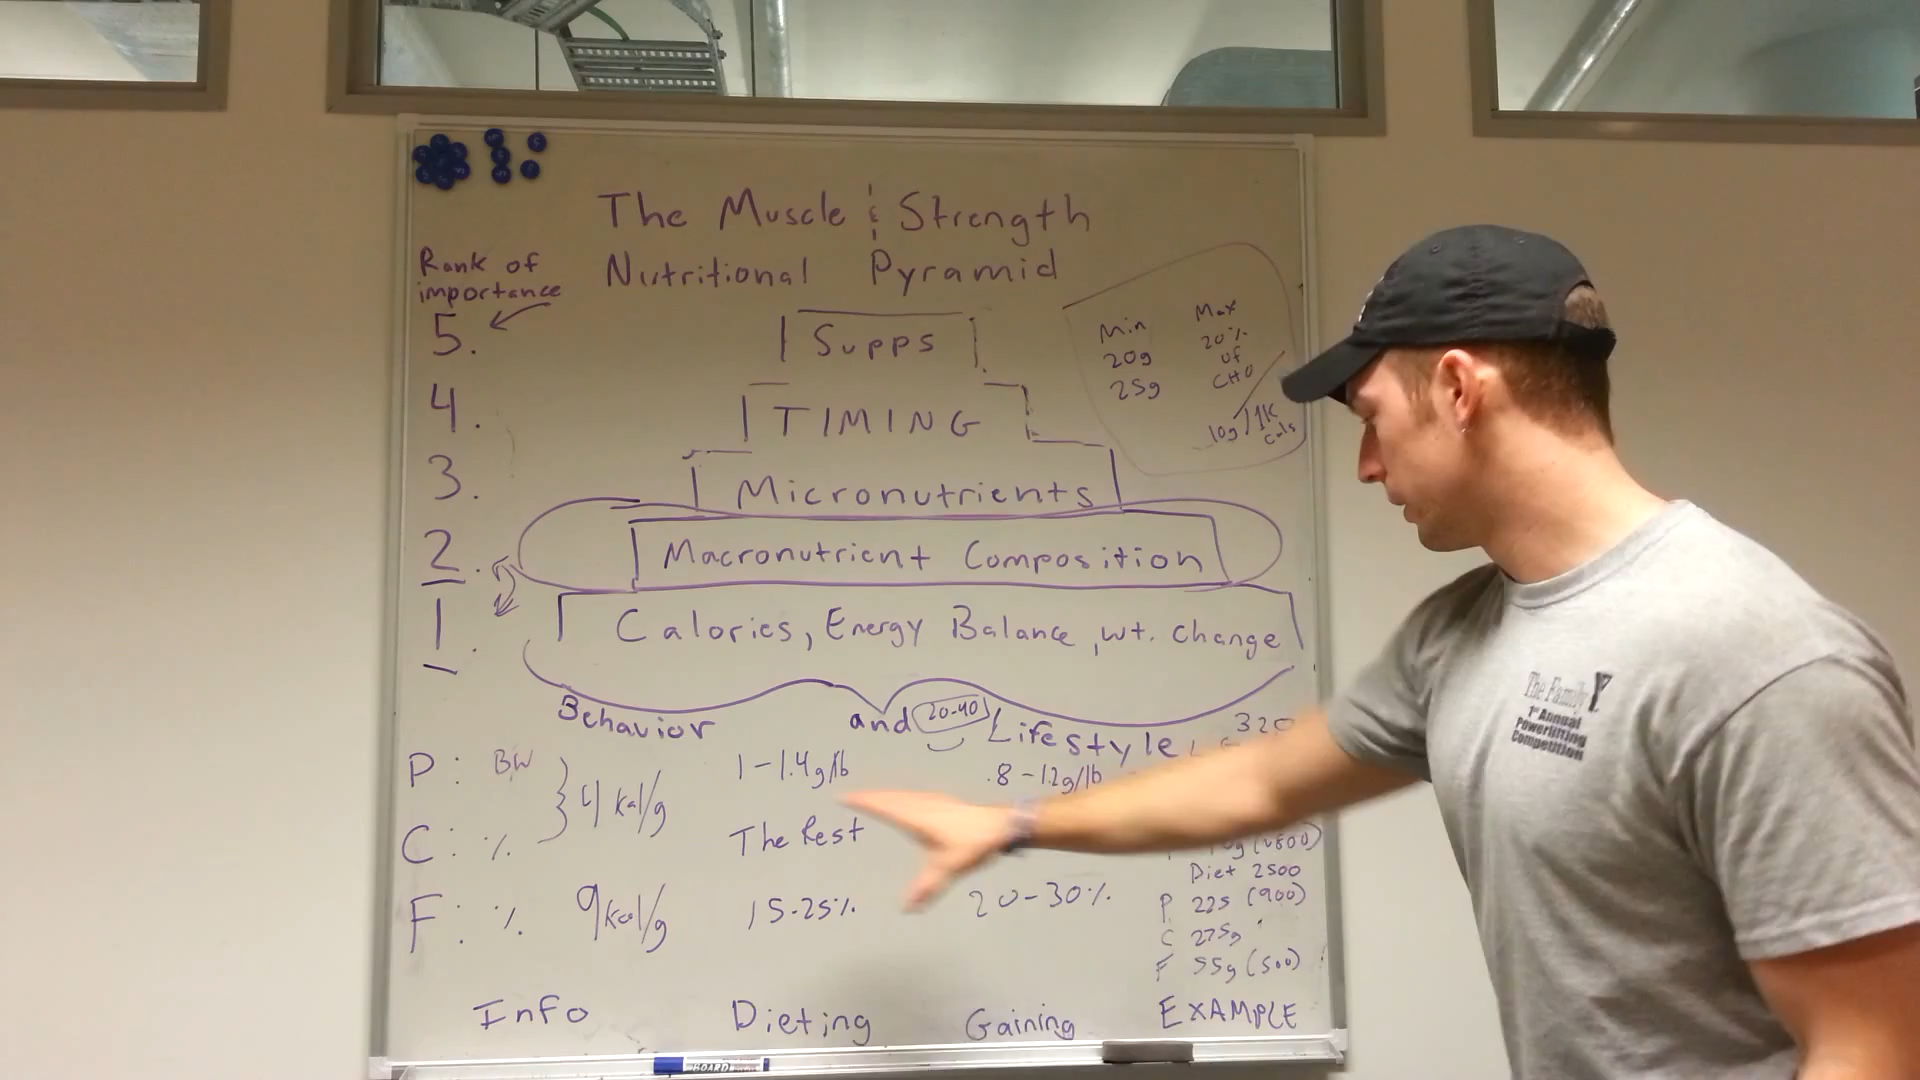 The Muscle & Strength
Nutritional Pyramid
Rank of
importance
5.
4.
3.
2.
1.
Supps
TIMING
Micronutrients
Macronutrient Composition
Calories, Energy Balance, wt. change
Min
20g
25g
Max
20%
of
CHO
10g/1K
cals
Behavior and 20-40 Lifestyle
320
P: BW
C: %
4 kcal/g
F: %
9kcal/g
1-1.4g/lb
The Rest
15-25%
.8-1.2g/lb
20-30%
Diet 2500
P 225 (900)
C 275g
F 55g (500)
Info
Dieting
Gaining
EXAMPLE
BOARD
The Family
1st Annual
Powerlifting
Competition